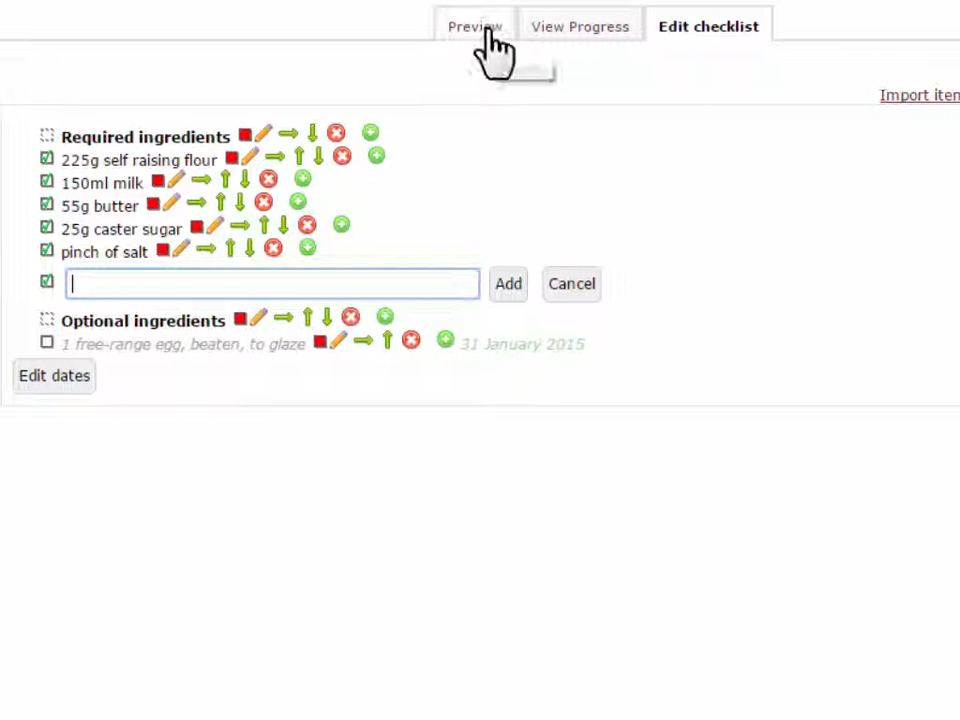 Preview View Progress Edit checklist
Import iten
Required ingredients
225g self raising flour
150ml milk
55g butter
25g caster sugar
pinch of salt
Add Cancel
Optional ingredients
1 free-range egg, beaten, to glaze 31 January 2015
Edit dates